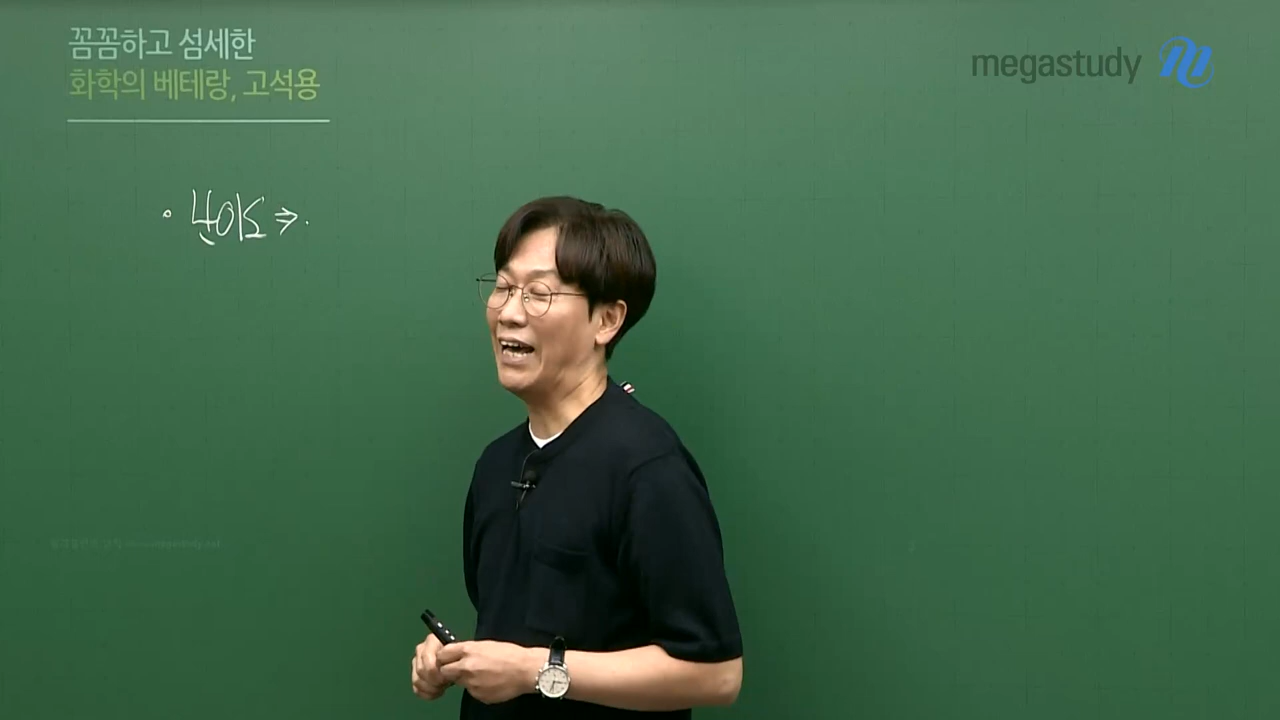 꼼꼼하고 섬세한
화학의 베테랑, 고석용
megastudy
• 난이도 ⇒